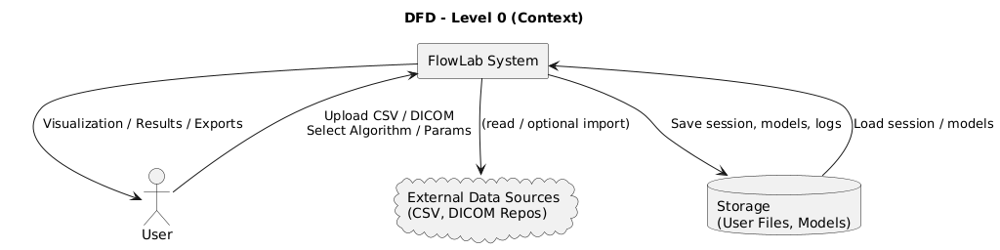 DFD - Level 0 (Context)
FlowLab System
Visualization / Results / Exports
Upload CSV / DICOM
Select Algorithm / Params
(read / optional import)
Save session, models, logs
Load session / models
User
External Data Sources
(CSV, DICOM Repos)
Storage
(User Files, Models)